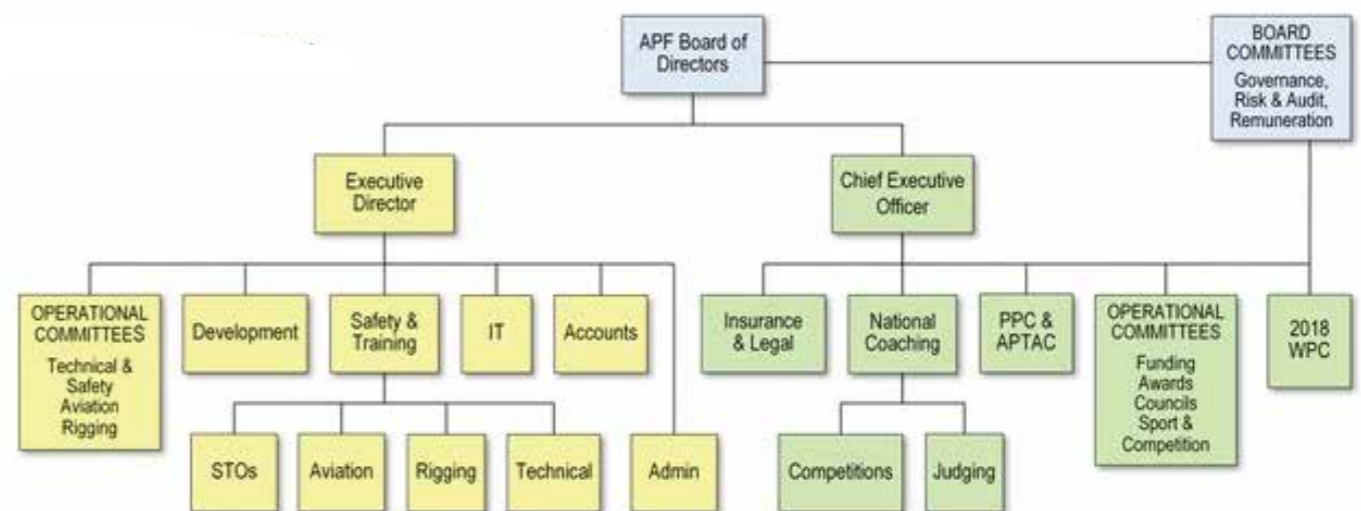 APF Board of
Directors
BOARD
COMMITTEES
Governance,
Risk & Audit,
Remuneration
Executive
Director
Chief Executive
Officer
OPERATIONAL
COMMITTEES
Technical &
Safety
Aviation
Rigging
Development
Safety &
Training
IT
Accounts
Insurance
& Legal
National
Coaching
PPC &
APTAC
OPERATIONAL
COMMITTEES
Funding
Awards
Councils
Sport &
Competition
2018
WPC
STOs
Aviation
Rigging
Technical
Admin
Competitions
Judging